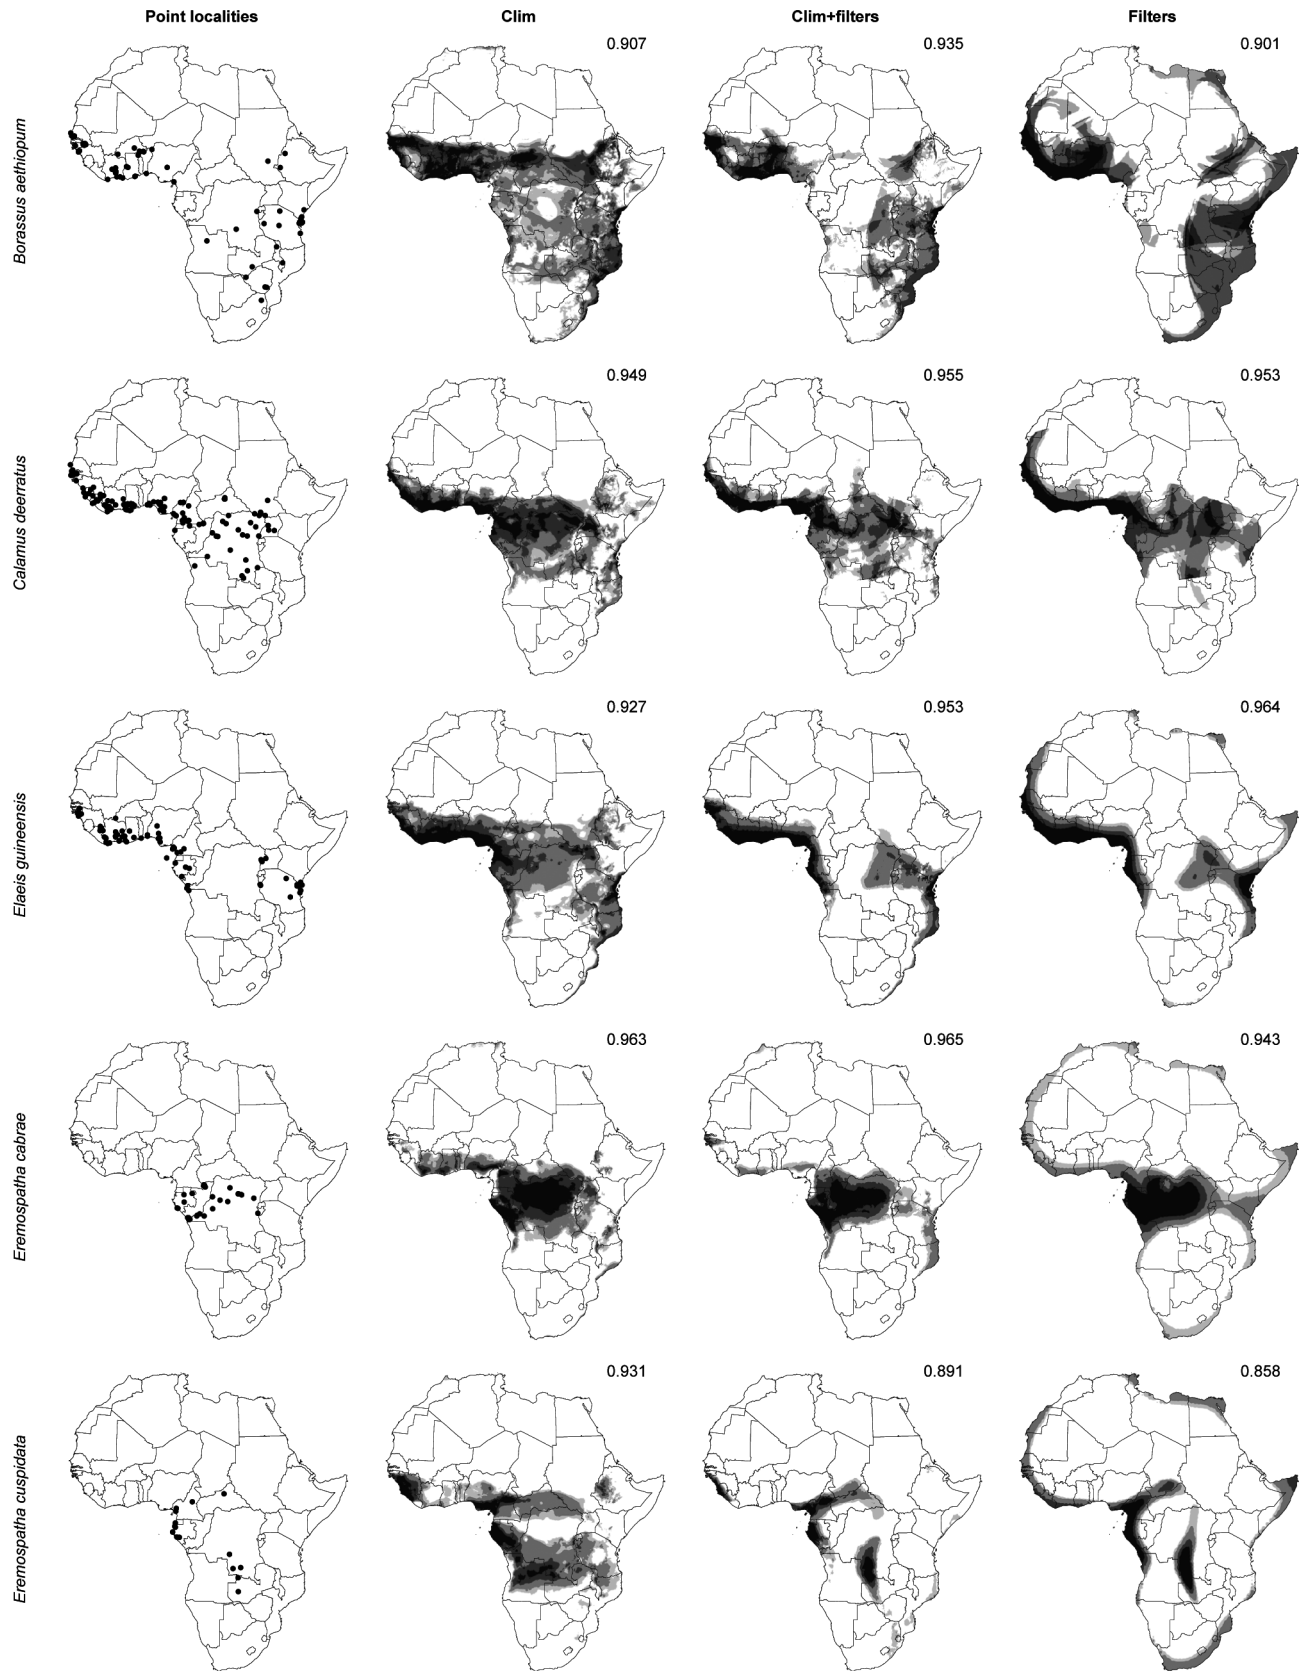 Point localities Clim Clim+filters Filters
0.907 0.935 0.901
Borassus aethiopum
0.949 0.955 0.953
Calamus deerratus
0.927 0.953 0.964
Elaeis guineensis
0.963 0.965 0.943
Eremospatha cabrae
0.931 0.891 0.858
Eremospatha cuspidata